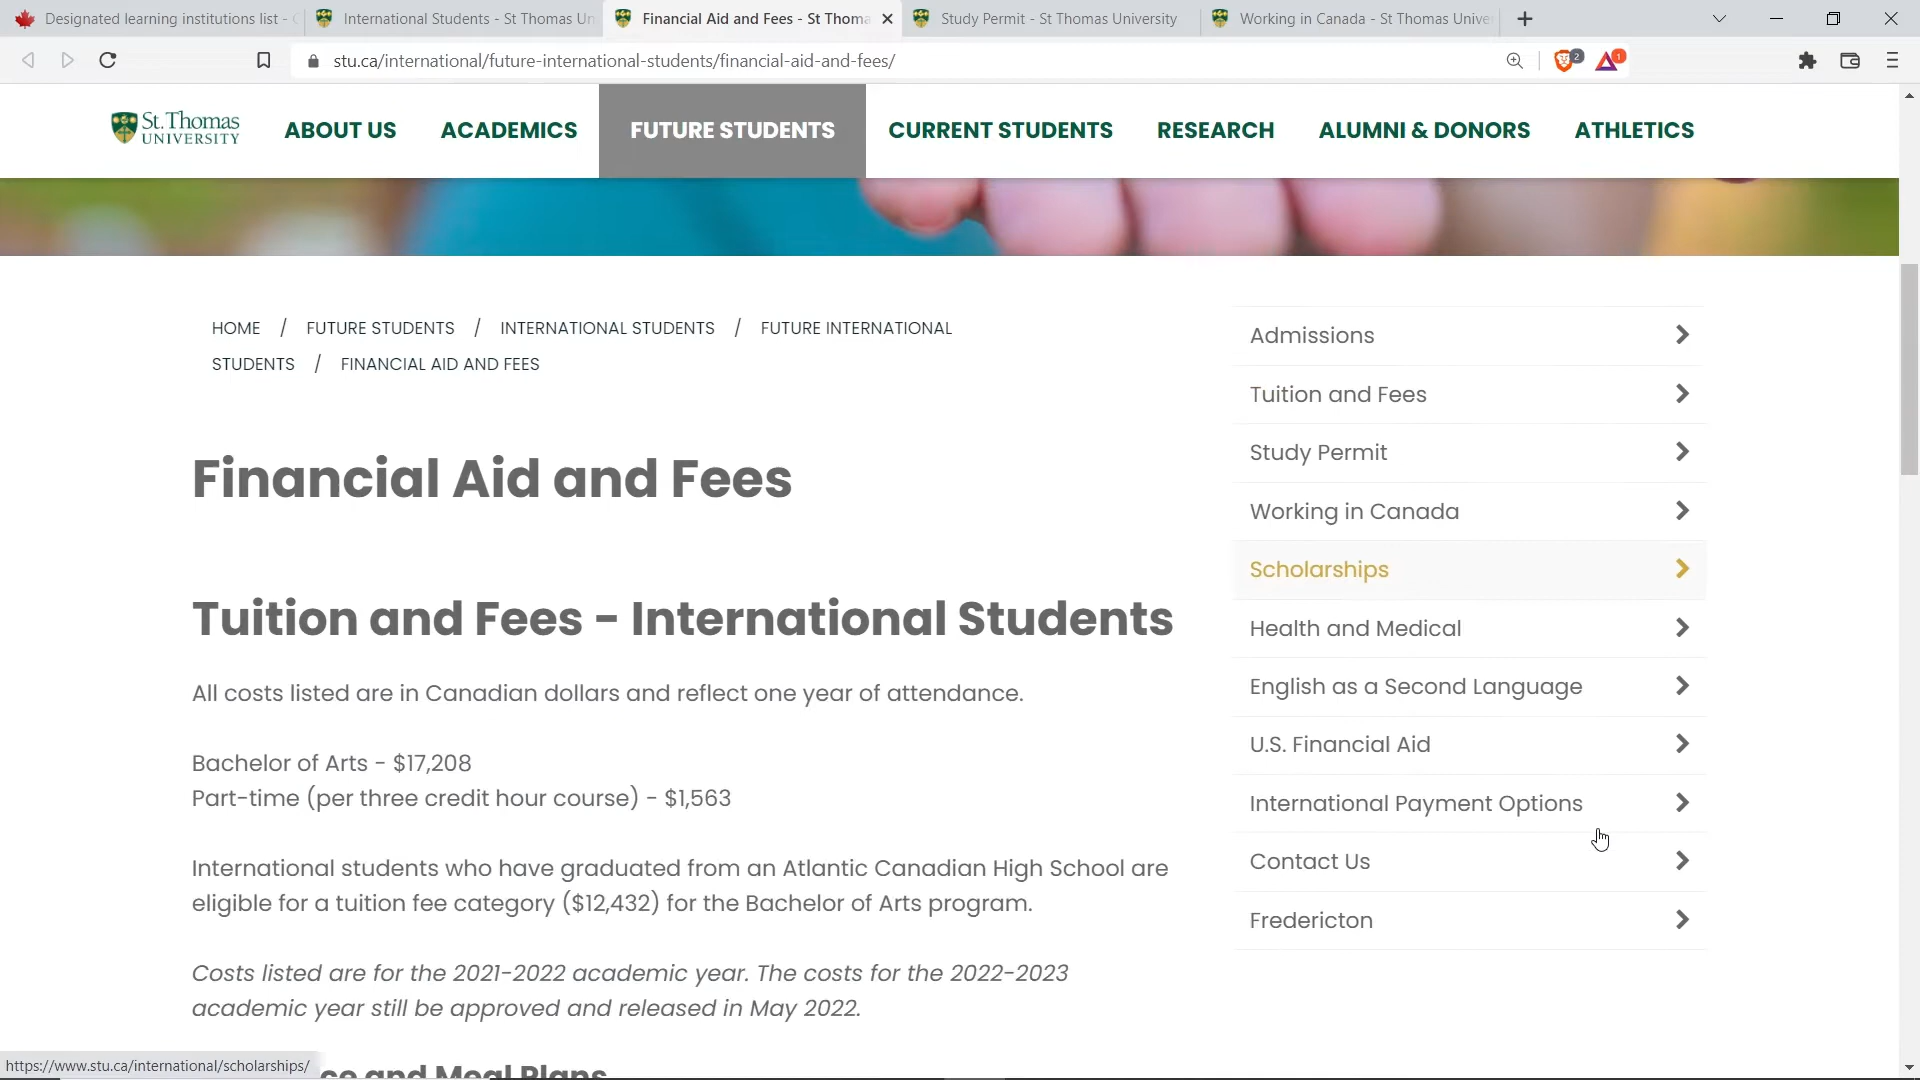 Designated learning institutions list -
International Students - St Thomas Un
Financial Aid and Fees - St Thoma
Study Permit - St Thomas University
Working in Canada - St Thomas Unive
stu.ca/international/future-international-students/financial-aid-and-fees/
2
1
St. Thomas
UNIVERSITY
ABOUT US
ACADEMICS
FUTURE STUDENTS
CURRENT STUDENTS
RESEARCH
ALUMNI & DONORS
ATHLETICS
HOME / FUTURE STUDENTS / INTERNATIONAL STUDENTS / FUTURE INTERNATIONAL
STUDENTS / FINANCIAL AID AND FEES
Financial Aid and Fees
Tuition and Fees - International Students
All costs listed are in Canadian dollars and reflect one year of attendance.
Bachelor of Arts - $17,208
Part-time (per three credit hour course) - $1,563
International students who have graduated from an Atlantic Canadian High School are
eligible for a tuition fee category ($12,432) for the Bachelor of Arts program.
Costs listed are for the 2021-2022 academic year. The costs for the 2022-2023
academic year still be approved and released in May 2022.
ce and Meal Plans
Admissions
Tuition and Fees
Study Permit
Working in Canada
Scholarships
Health and Medical
English as a Second Language
U.S. Financial Aid
International Payment Options
Contact Us
Fredericton
https://www.stu.ca/international/scholarships/